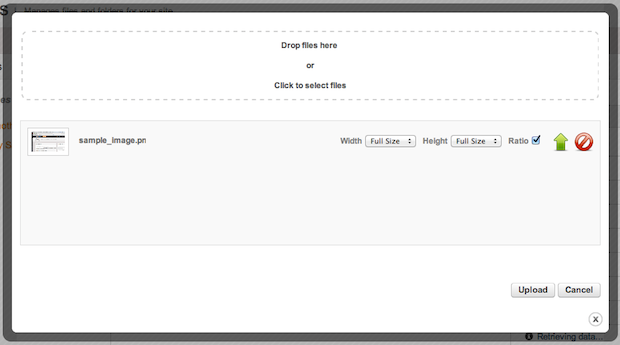 Manages files and folders for your site
Drop files here
or
Click to select files
sample_image.pn
Width Full Size Height Full Size Ratio
Upload Cancel
X
Retrieving data...